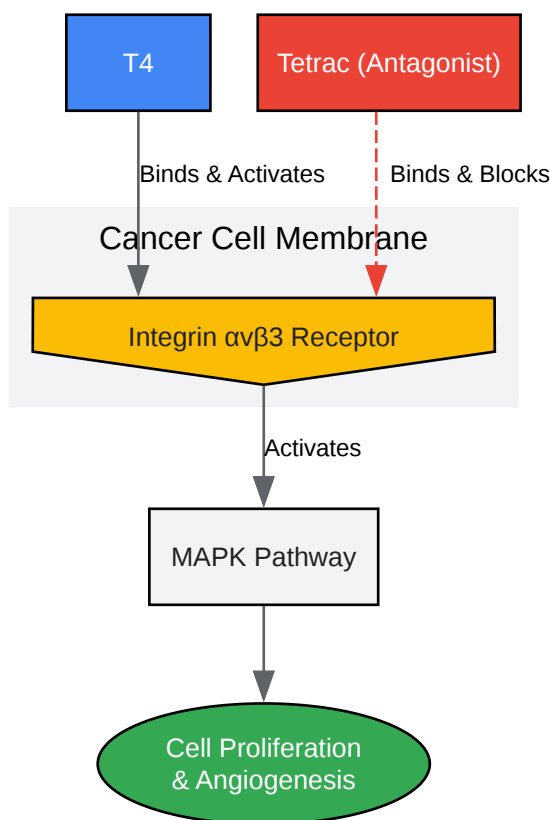 T4
Tetrac (Antagonist)
Binds & Activates
Binds & Blocks
Cancer Cell Membrane
Integrin αvβ3 Receptor
Activates
MAPK Pathway
Cell Proliferation
& Angiogenesis